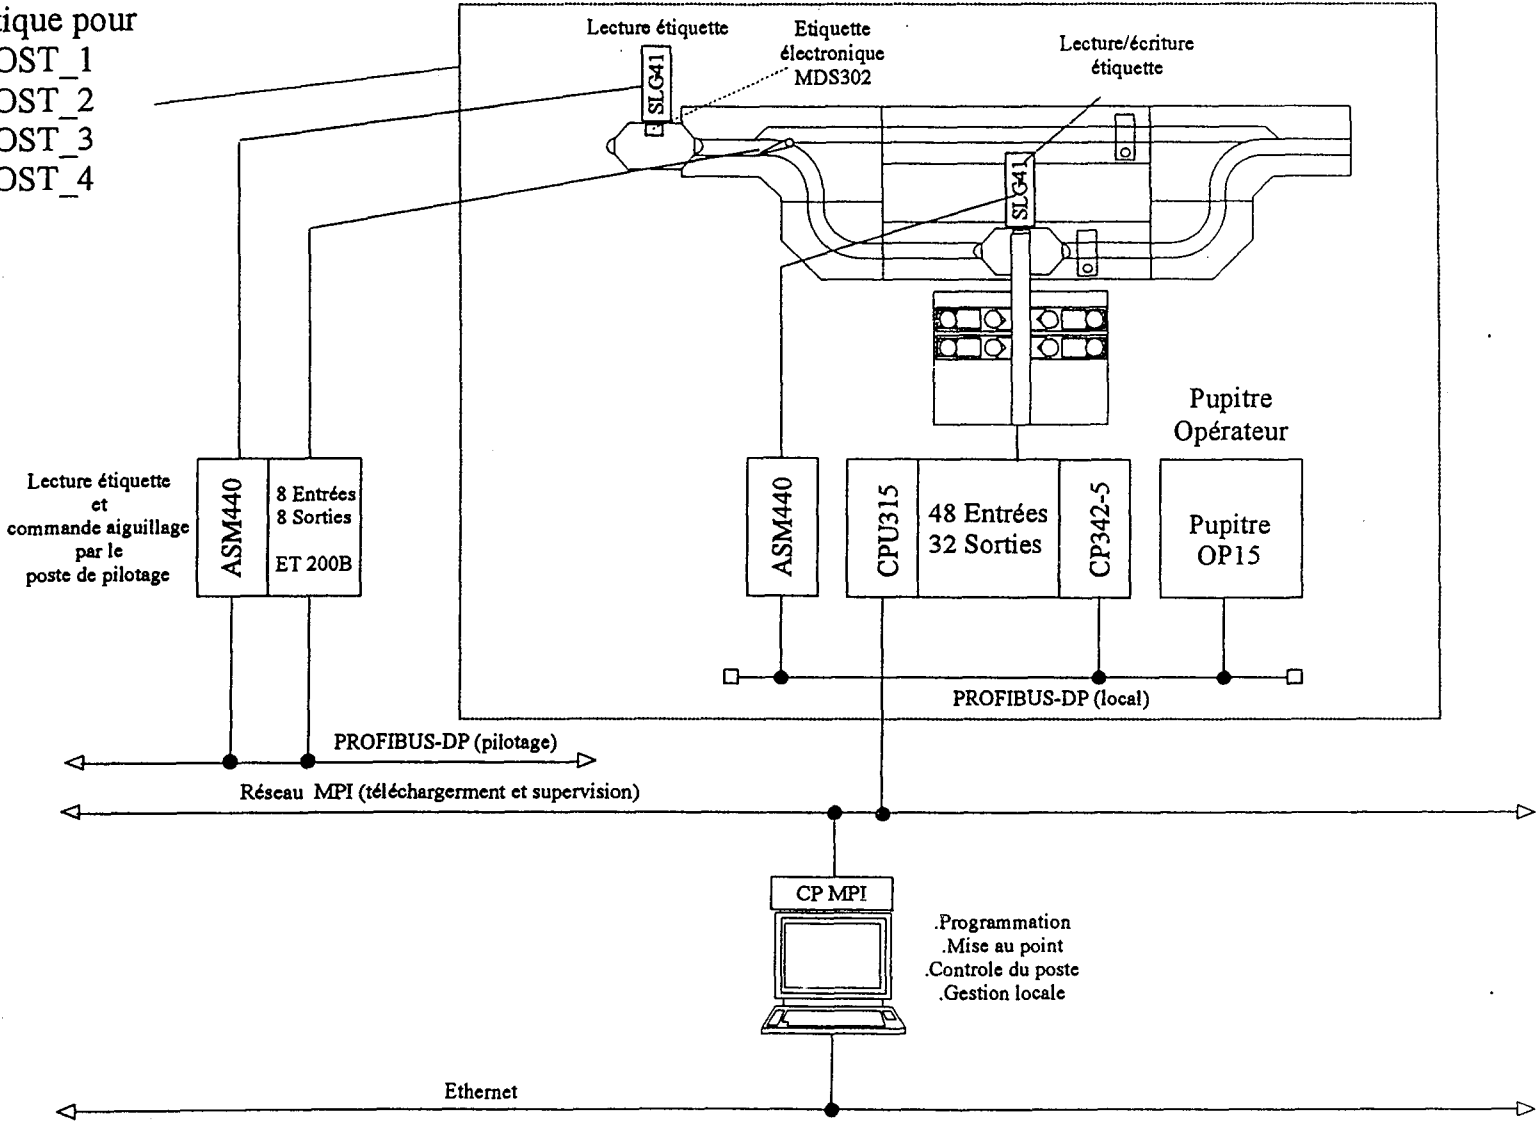 tique pour
OST_1
OST_2
OST_3
OST_4
Lecture étiquette
Etiquette
électronique
MDS302
Lecture/écriture
étiquette
SLG41
SLG41
Pupitre
Opérateur
Lecture étiquette
et
commande aiguillage
par le
poste de pilotage
ASM440
8 Entrées
8 Sorties
ET 200B
ASM440
CPU315
48 Entrées
32 Sorties
CP342-5
Pupitre
OP15
PROFIBUS-DP (local)
PROFIBUS-DP (pilotage)
Réseau MPI (téléchargerment et supervision)
CP MPI
.Programmation
.Mise au point
.Controle du poste
.Gestion locale
Ethernet